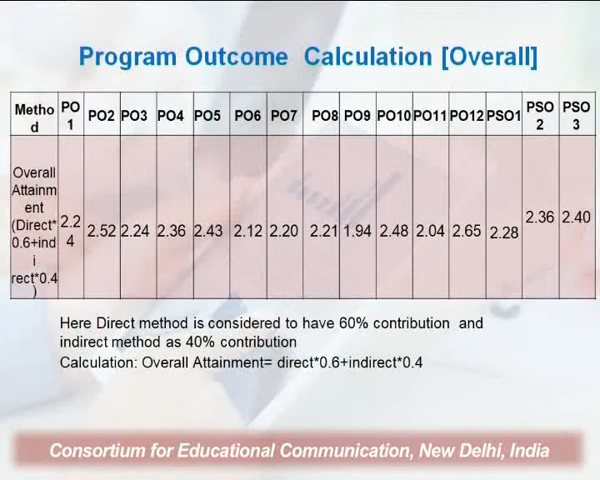 Program Outcome Calculation [Overall]
Metho
d PO
1 PO2 PO3 PO4 PO5 PO6 PO7 PO8 PO9 PO10 PO11 PO12 PSO1 PSO
2 PSO
3
Overall
Attainm
ent
(Direct*
0.6+ind
i
rect*0.4
) 2.2
4 2.52 2.24 2.36 2.43 2.12 2.20 2.21 1.94 2.48 2.04 2.65 2.28 2.36 2.40
Here Direct method is considered to have 60% contribution and
indirect method as 40% contribution
Calculation: Overall Attainment= direct*0.6+indirect*0.4
Consortium for Educational Communication, New Delhi, India